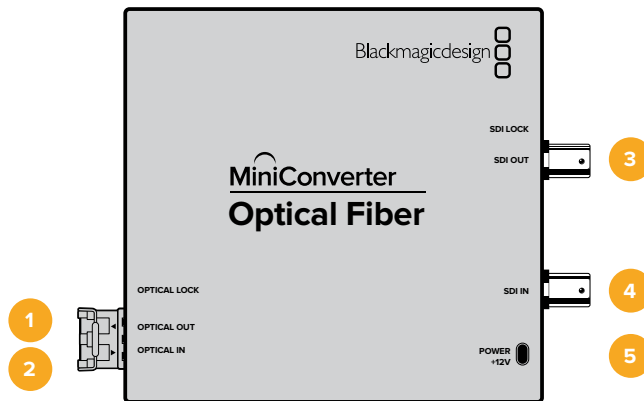 Blackmagicdesign
SDI LOCK
SDI OUT
3
MiniConverter
Optical Fiber
OPTICAL LOCK
SDI IN
4
1
OPTICAL OUT
2
OPTICAL IN
POWER
+12V
5